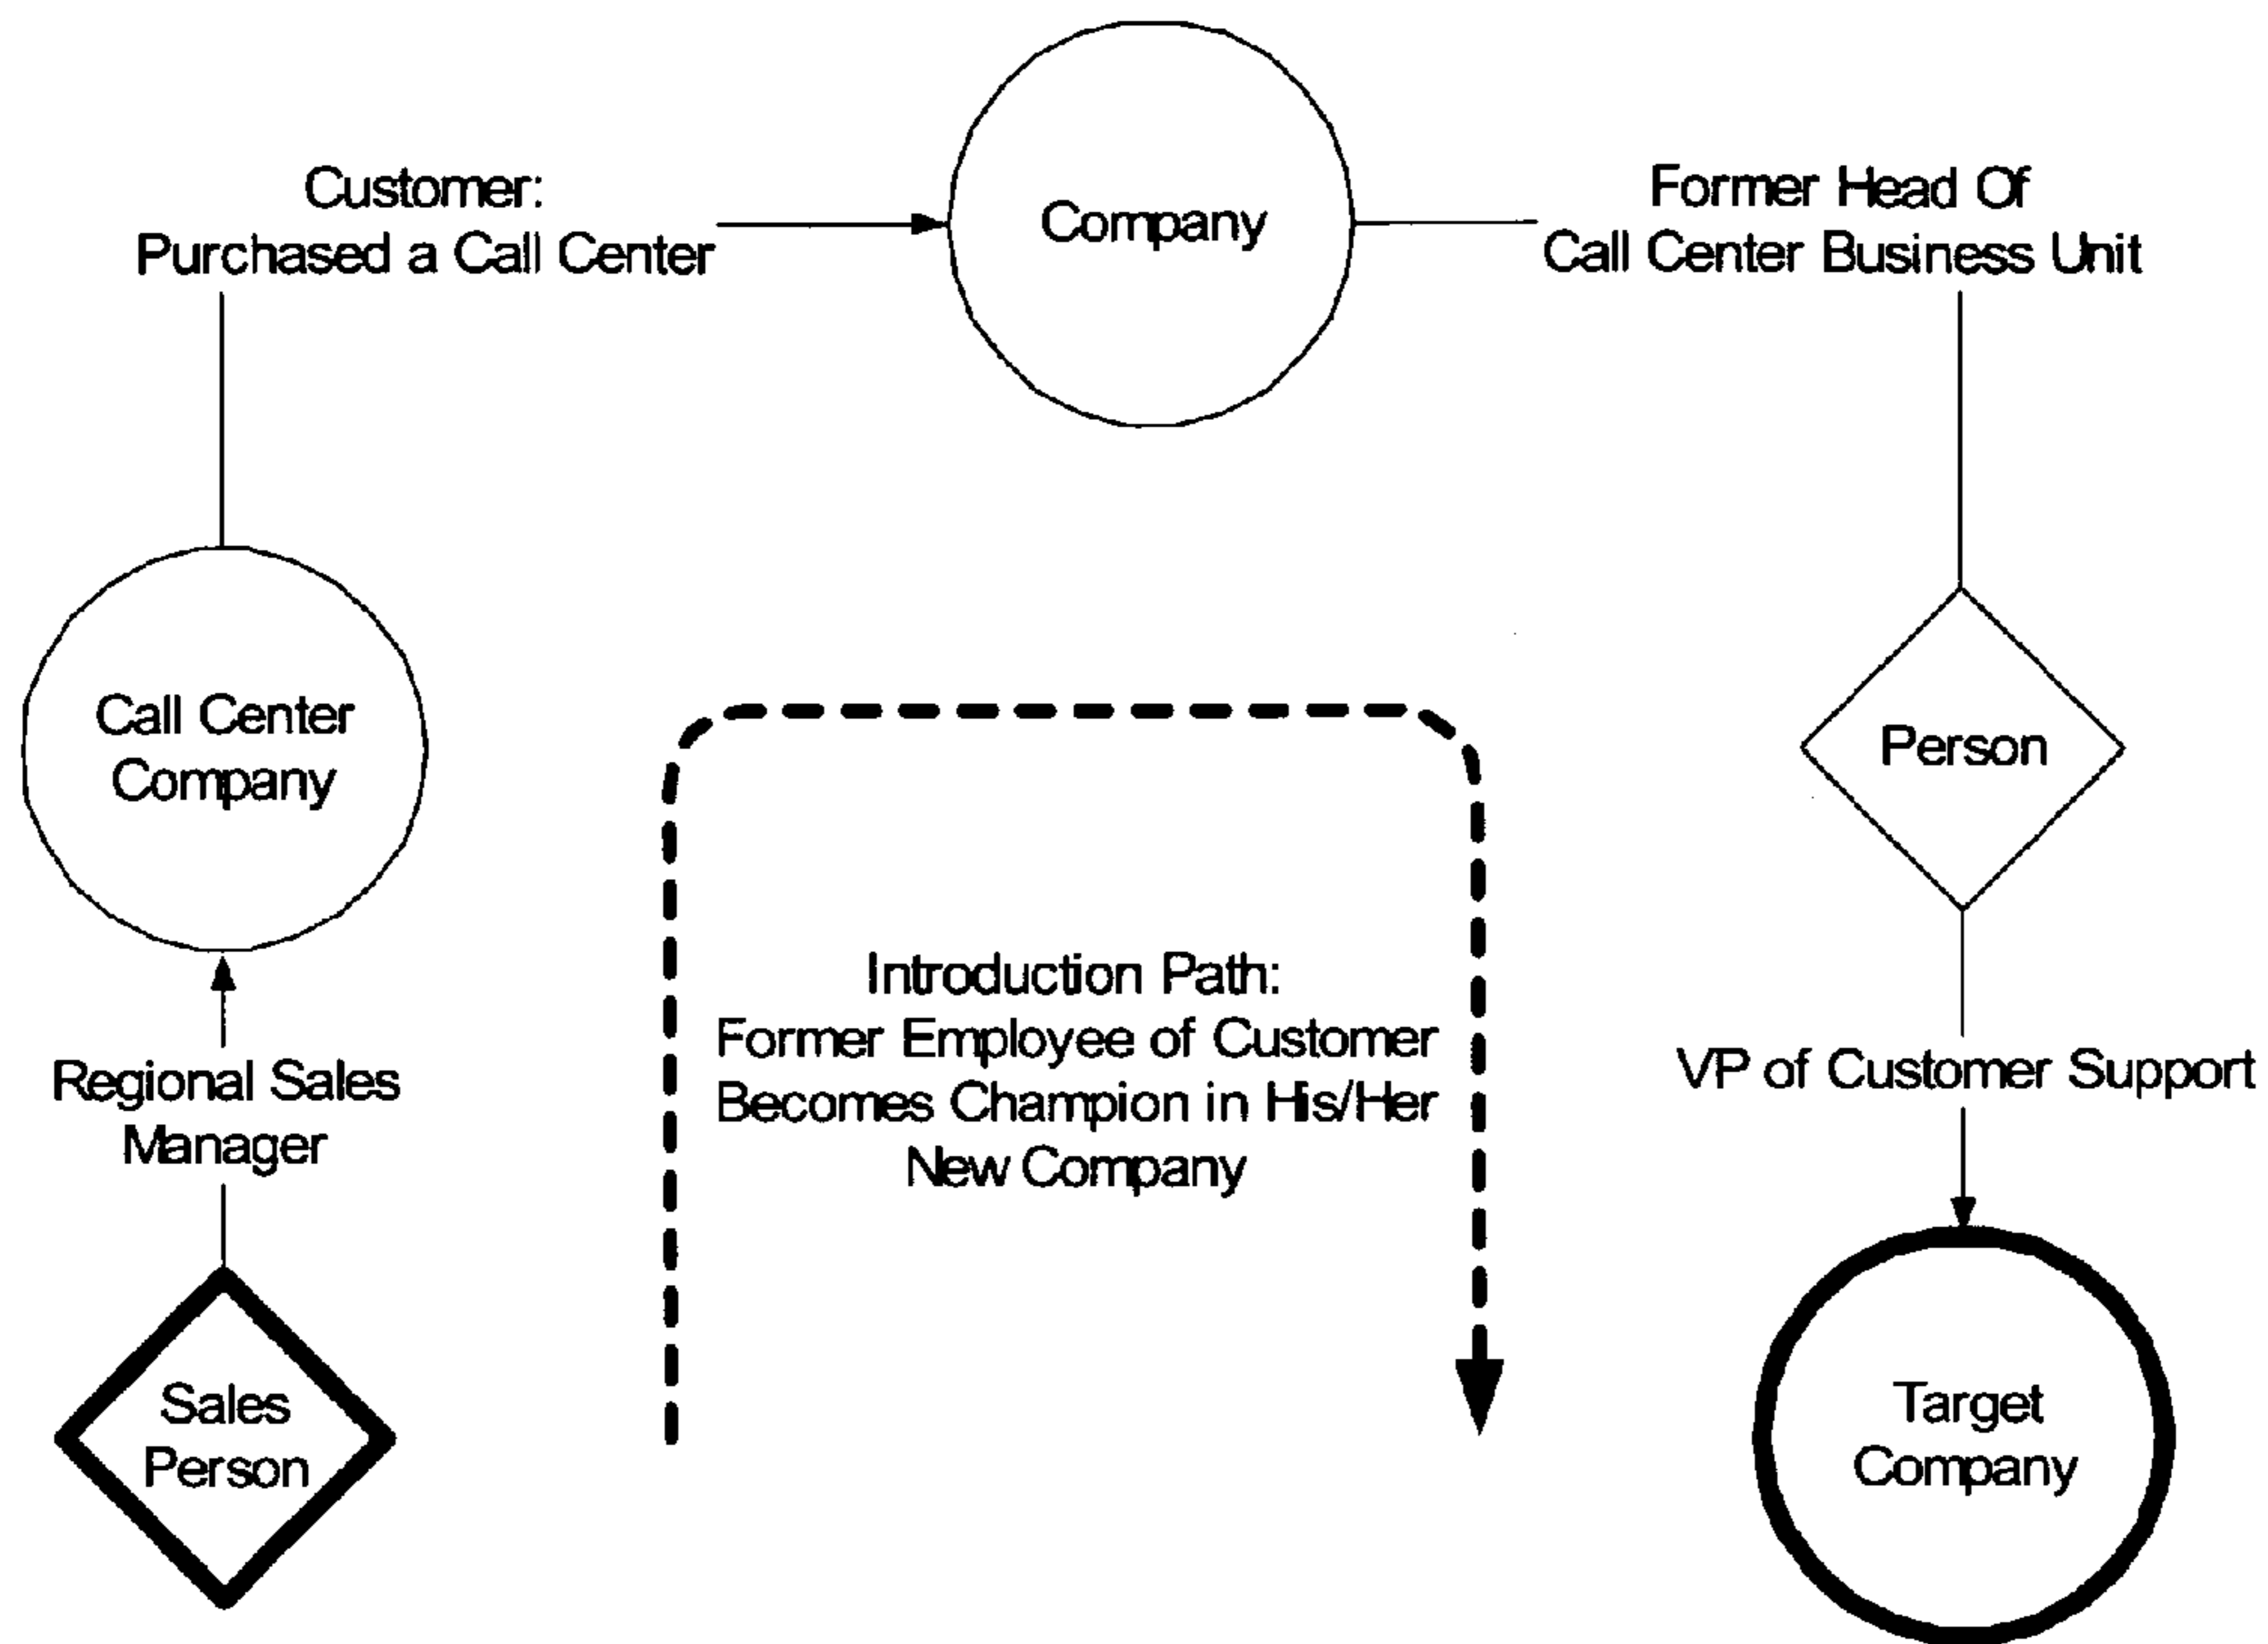 Customer:
Purchased a Call Center
Company
Former Head Of
Call Center Business Unit
Call Center
Company
Person
Introduction Path:
Former Employee of Customer
Becomes Champion in His/Her
New Company
Regional Sales
Manager
VP of Customer Support
Sales
Person
Target
Company